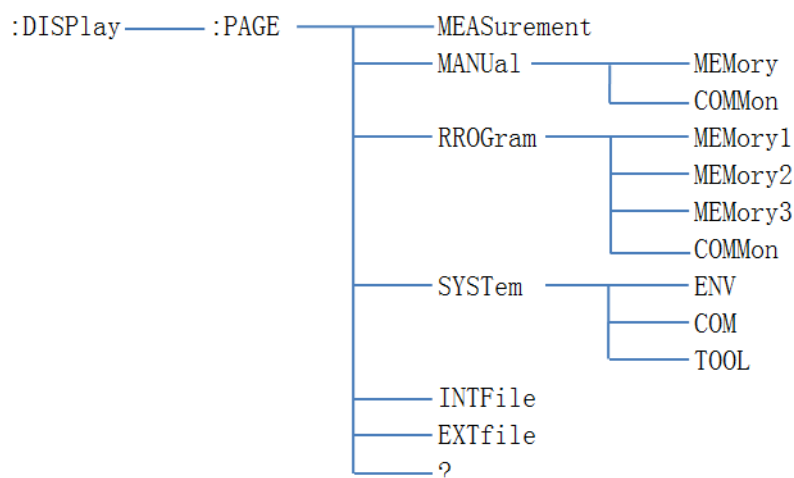 :DISPlay :PAGE MEASurement
MANUal MEMory
COMMon
RROGram MEMory1
MEMory2
MEMory3
COMMon
SYSTem ENV
COM
TOOL
INTFile
EXTfile
?